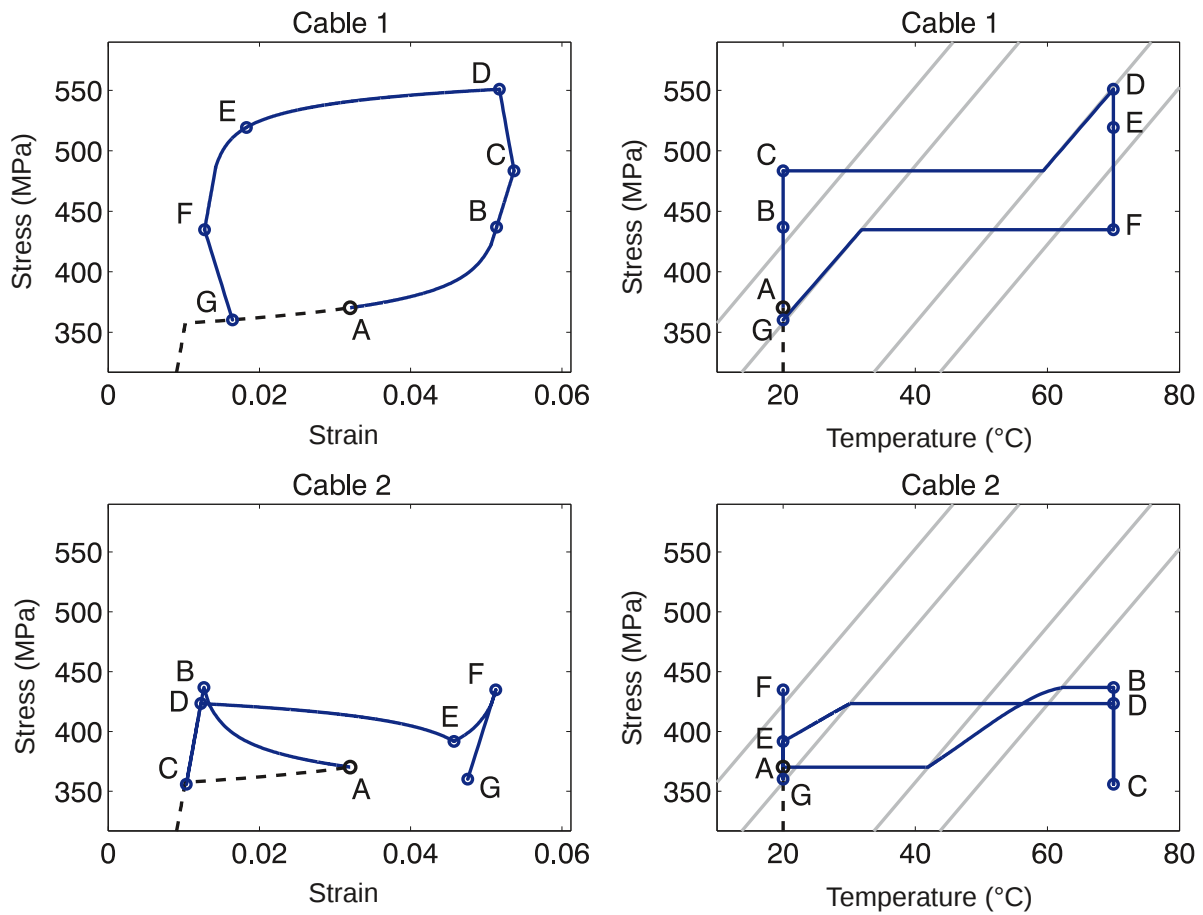 Cable 1
Stress (MPa)
550
500
450
400
350
0
0.02
0.04
0.06
Strain
A
B
C
D
E
F
G
Cable 1
Stress (MPa)
550
500
450
400
350
20
40
60
80
Temperature (°C)
A
B
C
D
E
F
G
Cable 2
Stress (MPa)
550
500
450
400
350
0
0.02
0.04
0.06
Strain
A
B
C
D
E
F
G
Cable 2
Stress (MPa)
550
500
450
400
350
20
40
60
80
Temperature (°C)
A
B
C
D
E
F
G